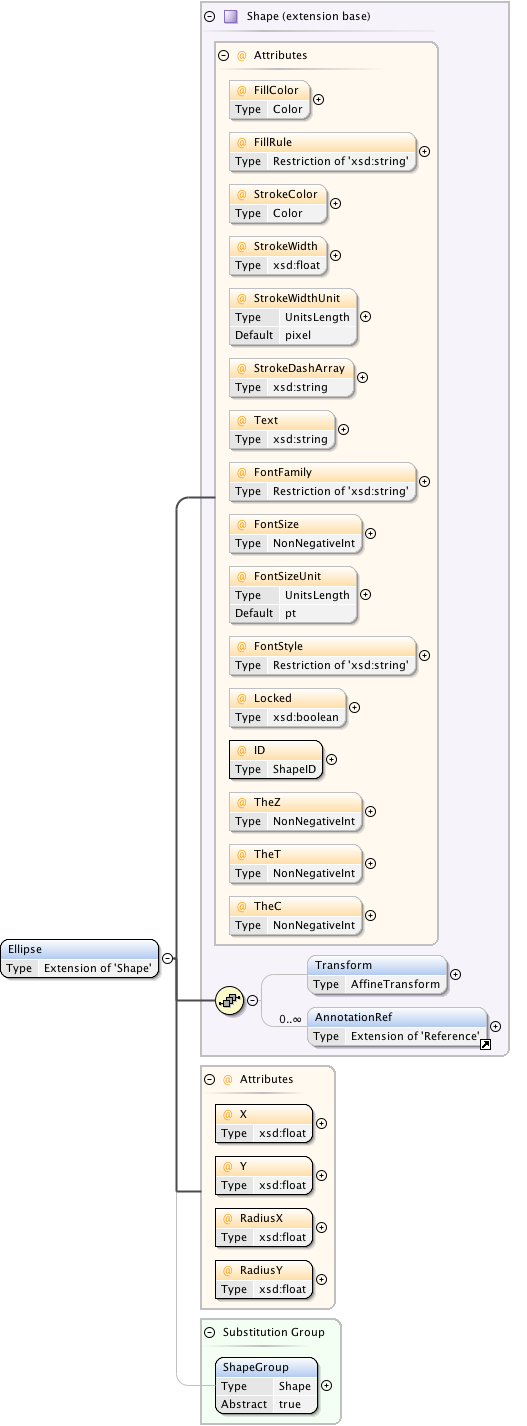 Shape (extension base)
@ Attributes
@ FillColor
Type Color
@ FillRule
Type Restriction of 'xsd:string'
@ StrokeColor
Type Color
@ StrokeWidth
Type xsd:float
@ StrokeWidthUnit
Type UnitsLength
Default pixel
@ StrokeDashArray
Type xsd:string
@ Text
Type xsd:string
@ FontFamily
Type Restriction of 'xsd:string'
@ FontSize
Type NonNegativeInt
@ FontSizeUnit
Type UnitsLength
Default pt
@ FontStyle
Type Restriction of 'xsd:string'
@ Locked
Type xsd:boolean
@ ID
Type ShapeID
@ TheZ
Type NonNegativeInt
@ TheT
Type NonNegativeInt
@ TheC
Type NonNegativeInt
Ellipse
Type Extension of 'Shape'
Transform
Type AffineTransform
0..∞
AnnotationRef
Type Extension of 'Reference'
@ Attributes
@ X
Type xsd:float
@ Y
Type xsd:float
@ RadiusX
Type xsd:float
@ RadiusY
Type xsd:float
Substitution Group
ShapeGroup
Type Shape
Abstract true